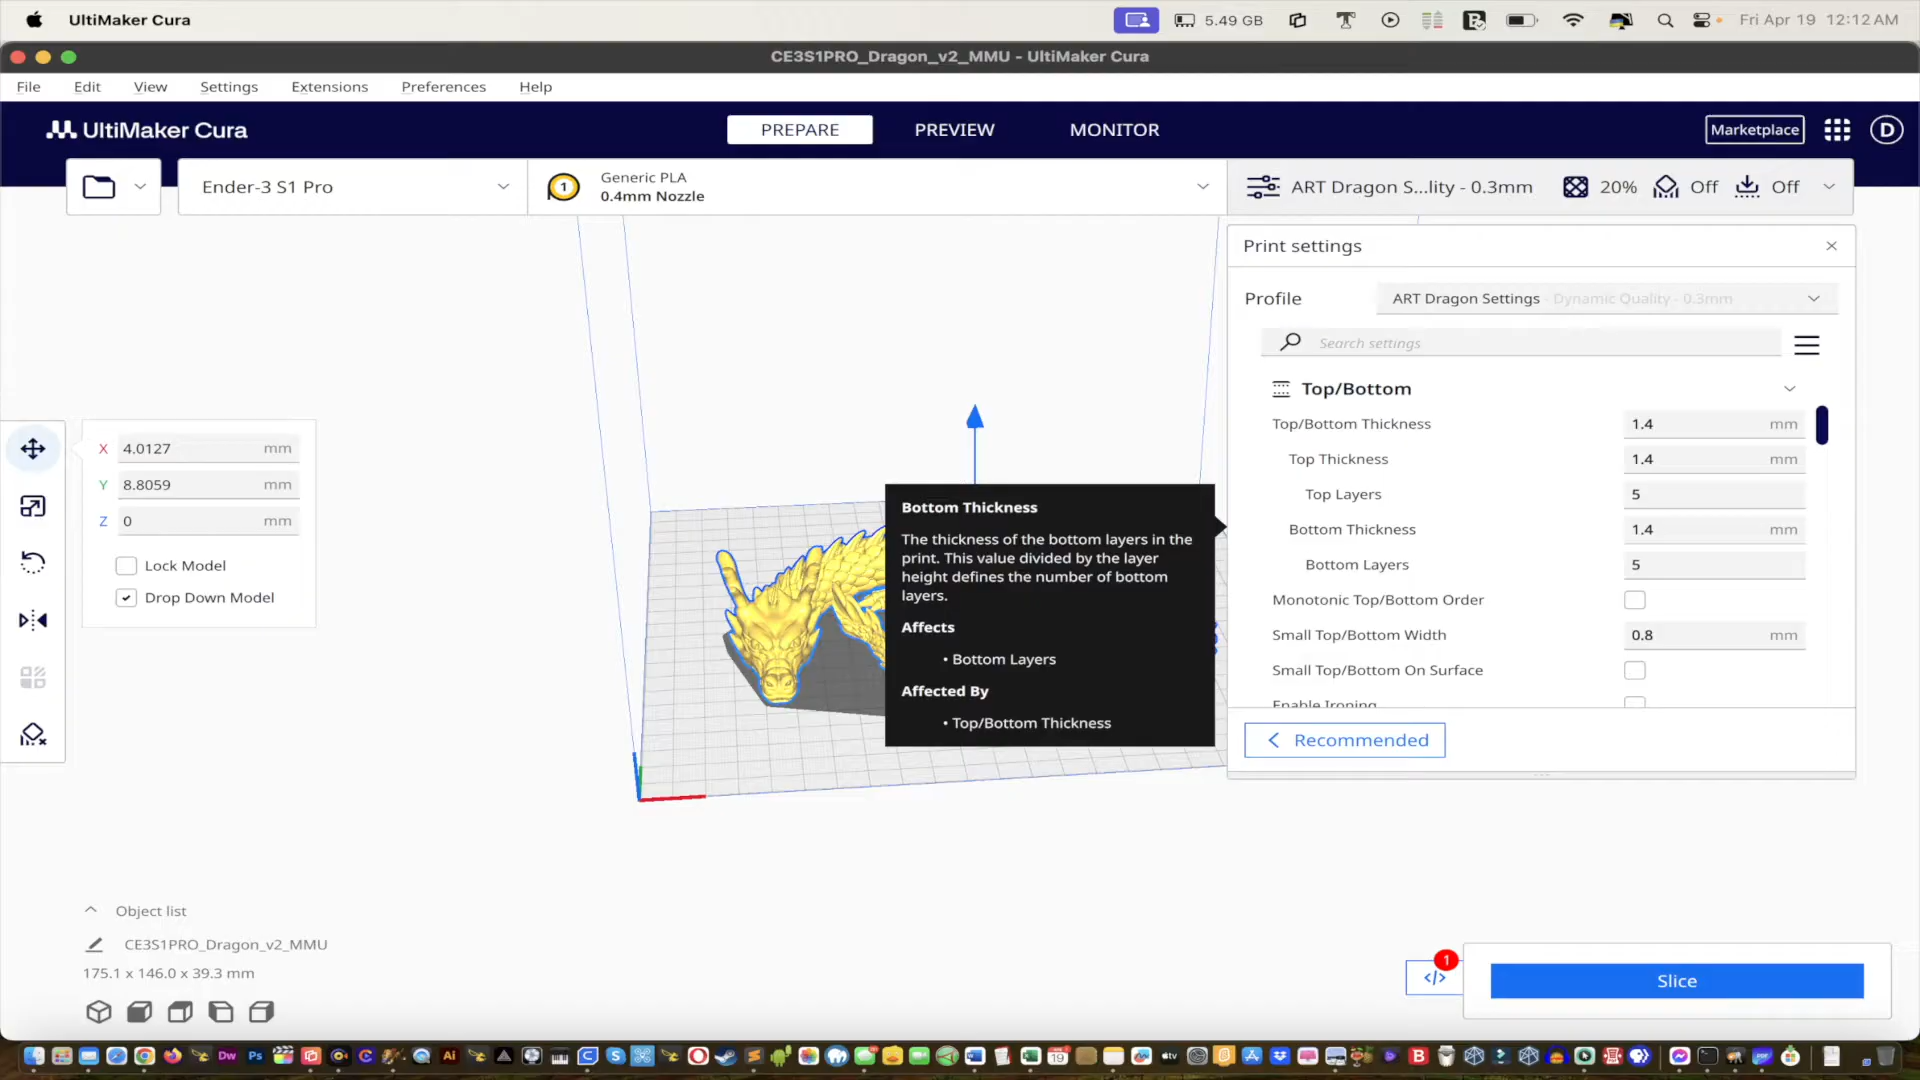 UltiMaker Cura
5.49 GB
Fri Apr 19 12:12 AM
CE3S1PRO_Dragon_v2_MMU - UltiMaker Cura
File Edit View Settings Extensions Preferences Help
UltiMaker Cura
PREPARE PREVIEW MONITOR
Marketplace
D
Ender-3 S1 Pro
1
Generic PLA
0.4mm Nozzle
ART Dragon S...lity - 0.3mm
20%
Off
Off
Print settings
Profile
ART Dragon Settings - Dynamic Quality - 0.3mm
Search settings
Top/Bottom
Top/Bottom Thickness 1.4 mm
Top Thickness 1.4 mm
Top Layers 5
Bottom Thickness 1.4 mm
Bottom Layers 5
Monotonic Top/Bottom Order
Small Top/Bottom Width 0.8 mm
Small Top/Bottom On Surface
Enable Ironing
Recommended
X 4.0127 mm
Y 8.8059 mm
Z 0 mm
Lock Model
Drop Down Model
Bottom Thickness
The thickness of the bottom layers in the
print. This value divided by the layer
height defines the number of bottom
layers.
Affects
• Bottom Layers
Affected By
• Top/Bottom Thickness
Object list
CE3S1PRO_Dragon_v2_MMU
175.1 x 146.0 x 39.3 mm
1
</>
Slice
Dw
Ps
Ai
19
tv
B